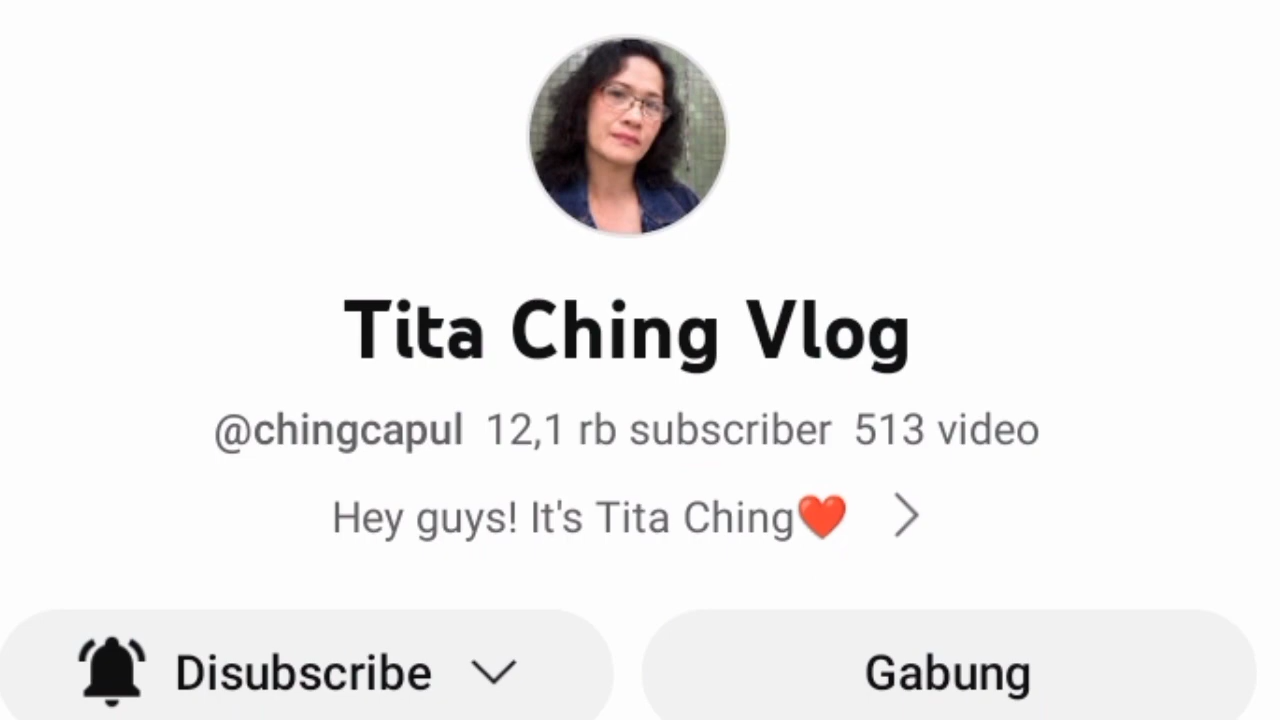 Tita Ching Vlog
@chingcapul 12,1 rb subscriber 513 video
Hey guys! It's Tita Ching❤️
Disubscribe
Gabung